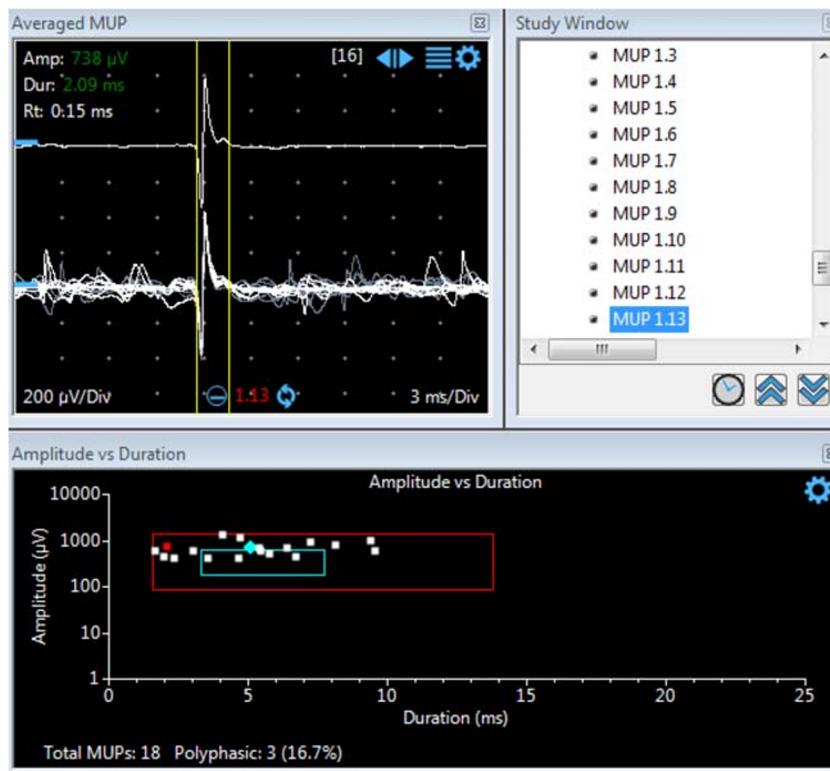 Averaged MUP
Amp: 738 µV
[16]
Dur: 2.09 ms
Rt: 0.15 ms
200 µV/Div
1.13
3 ms/Div
Study Window
MUP 1.3
MUP 1.4
MUP 1.5
MUP 1.6
MUP 1.7
MUP 1.8
MUP 1.9
MUP 1.10
MUP 1.11
MUP 1.12
MUP 1.13
Amplitude vs Duration
Amplitude vs Duration
Amplitude (µV)
10000
1000
100
10
1
0 5 10 15 20 25
Duration (ms)
Total MUPs: 18 Polyphasic: 3 (16.7%)